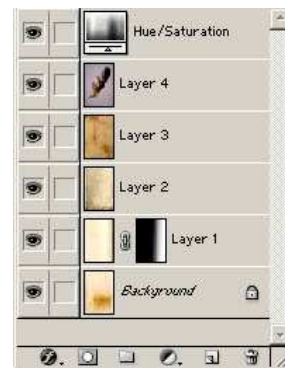 Hue/Saturation
Layer 4
Layer 3
Layer 2
Layer 1
Background